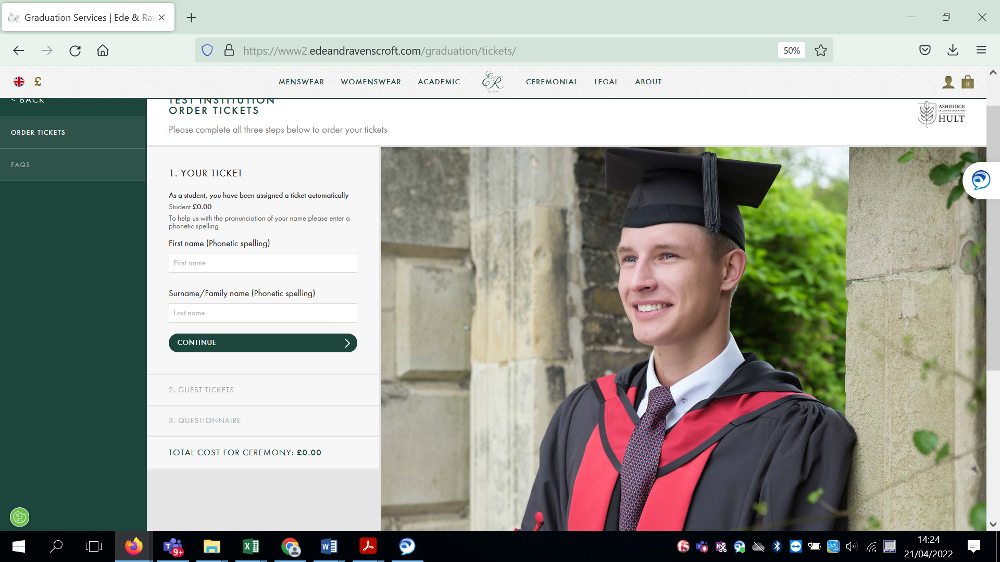 Graduation Services | Ede & Rav
https://www2.edeandravenscroft.com/graduation/tickets/
50%
£
MENSWEAR
WOMENSWEAR
ACADEMIC
ER
CEREMONIAL
LEGAL
ABOUT
0
< BACK
ORDER TICKETS
FAQS
TEST INSTITUTION
ORDER TICKETS
Please complete all three steps below to order your tickets
ASHRIDGE
EXECUTIVE EDUCATION
HULT
1. YOUR TICKET
As a student, you have been assigned a ticket automatically
Student £0.00
To help us with the pronunciation of your name please enter a
phonetic spelling
First name (Phonetic spelling)
First name
Surname/Family name (Phonetic spelling)
Last name
CONTINUE
2. GUEST TICKETS
3. QUESTIONNAIRE
TOTAL COST FOR CEREMONY: £0.00
9+
14:24
21/04/2022